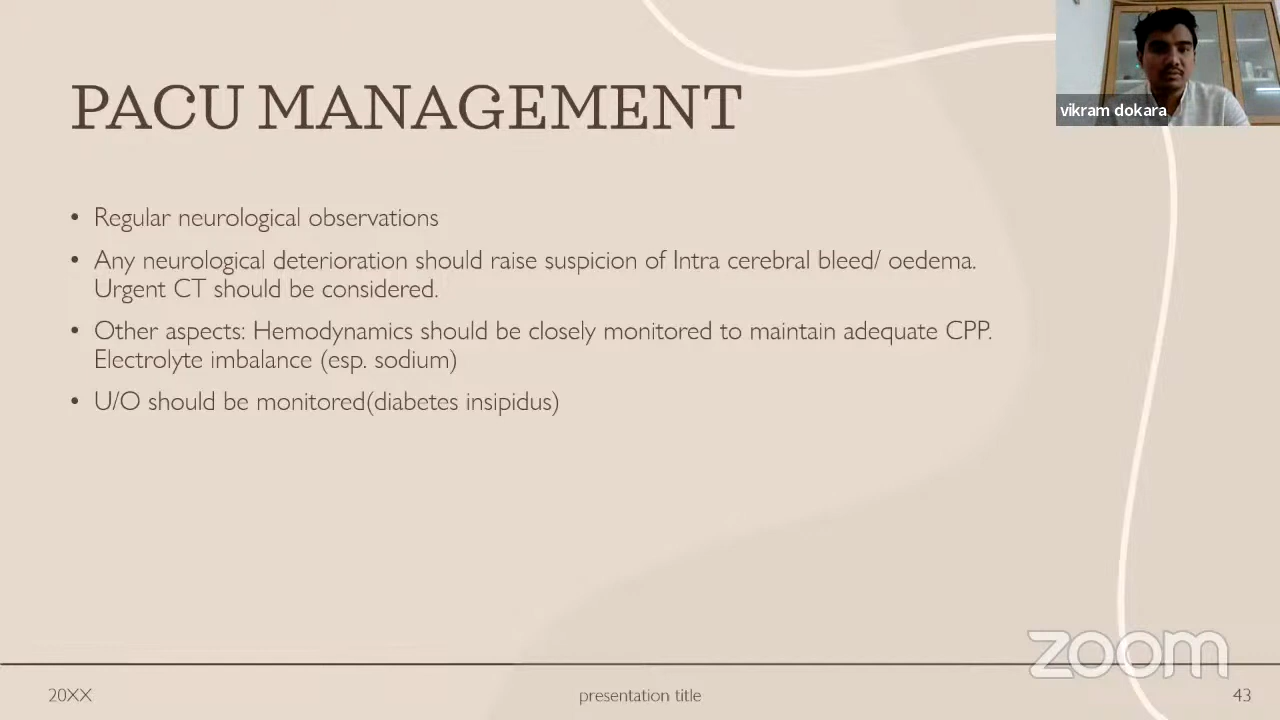 PACU MANAGEMENT
vikram dokara
• Regular neurological observations
• Any neurological deterioration should raise suspicion of Intra cerebral bleed/ oedema.
Urgent CT should be considered.
• Other aspects: Hemodynamics should be closely monitored to maintain adequate CPP.
Electrolyte imbalance (esp. sodium)
• U/O should be monitored(diabetes insipidus)
zoom
20XX
presentation title
43